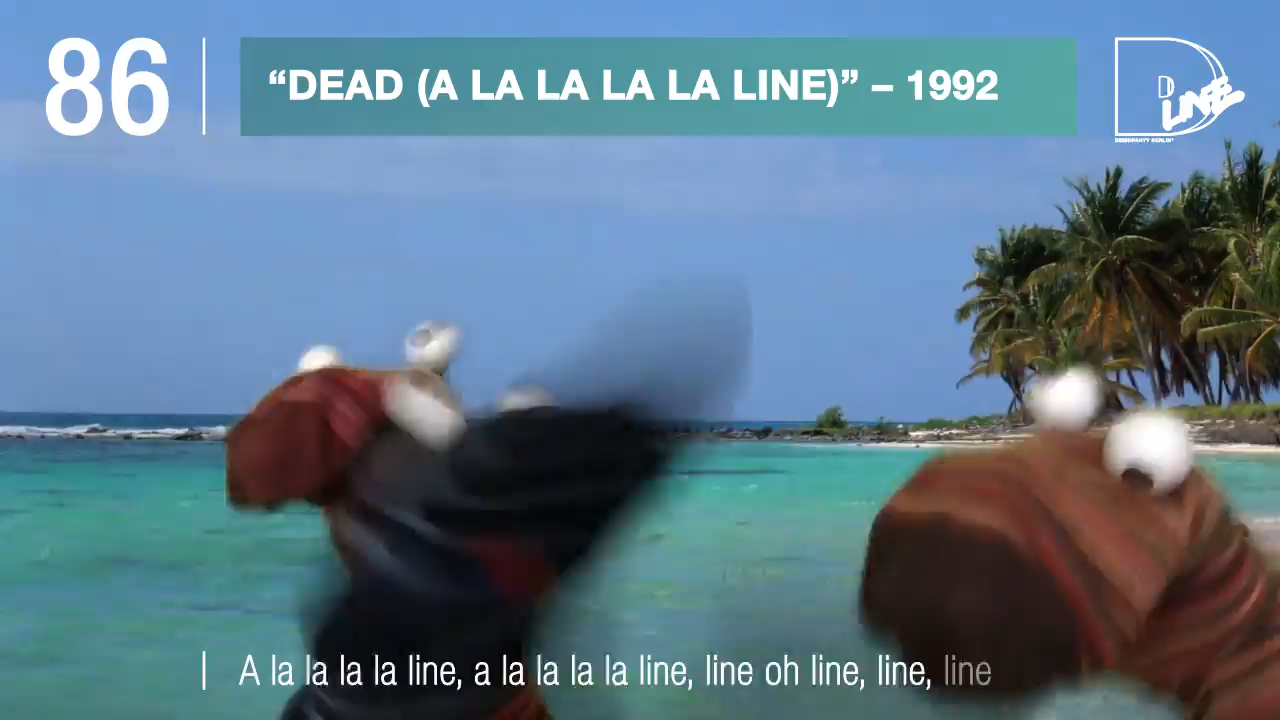 86
“DEAD (A LA LA LA LA LINE)” – 1992
D LINE
A la la la la line, a la la la la line, line oh line, line, line